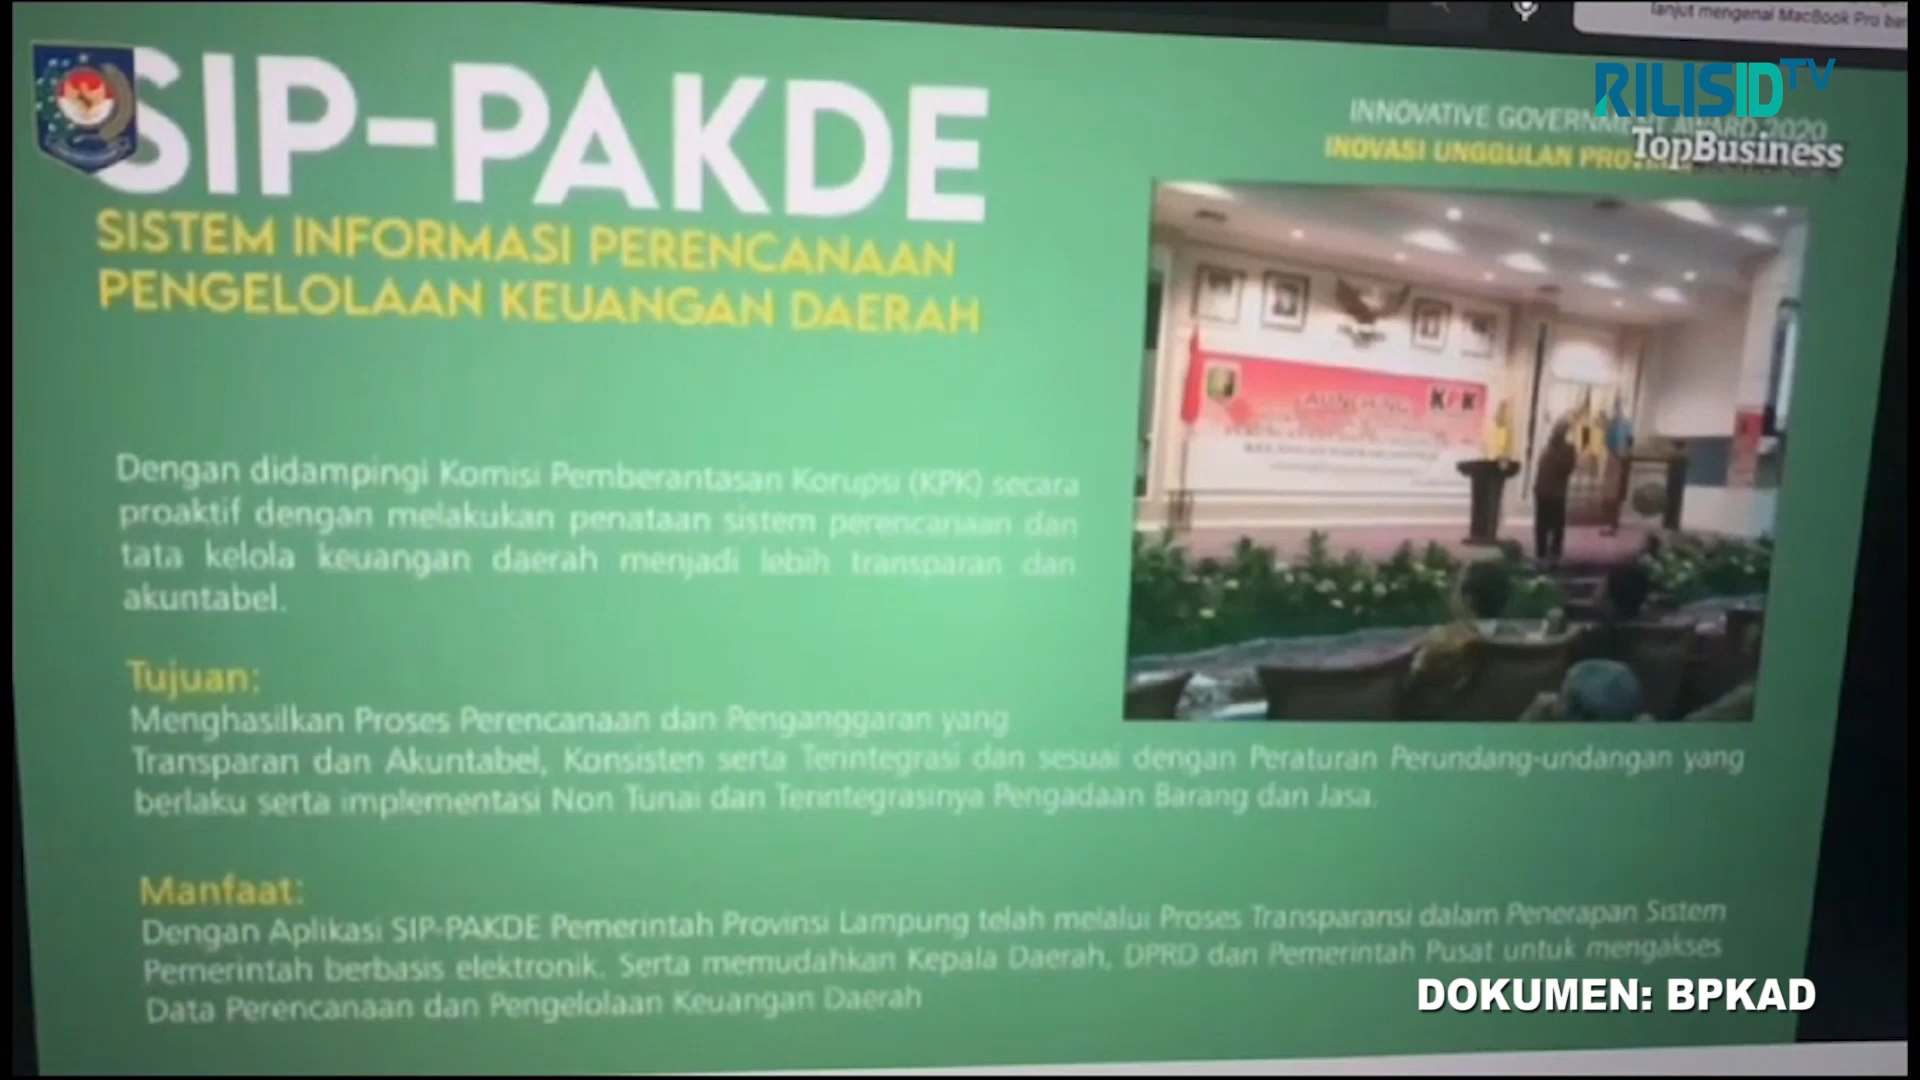 lanjut mengenai MacBook Pro
RILISIDTV
TopBusiness
INNOVATIVE GOVERNMENT AWARD 2020
INOVASI UNGGULAN
SIP-PAKDE
SISTEM INFORMASI PERENCANAAN
PENGELOLAAN KEUANGAN DAERAH
LAUNCHING
KPK
Dengan didampingi Komisi Pemberantasan Korupsi (KPK) secara
proaktif dengan melakukan penataan sistem perencanaan dan
tata kelola keuangan daerah menjadi lebih transparan dan
akuntabel.
Tujuan:
Menghasilkan Proses Perencanaan dan Penganggaran yang
Transparan dan Akuntabel, Konsisten serta Terintegrasi dan sesuai dengan Peraturan Perundang-undangan yang
berlaku serta implementasi Non Tunai dan Terintegrasinya Pengadaan Barang dan Jasa.
Manfaat:
Dengan Aplikasi SIP-PAKDE Pemerintah Provinsi Lampung telah melalui Proses Transparansi dalam Penerapan Sistem
Pemerintah berbasis elektronik. Serta memudahkan Kepala Daerah, DPRD dan Pemerintah Pusat untuk mengakses
Data Perencanaan dan Pengelolaan Keuangan Daerah
DOKUMEN: BPKAD